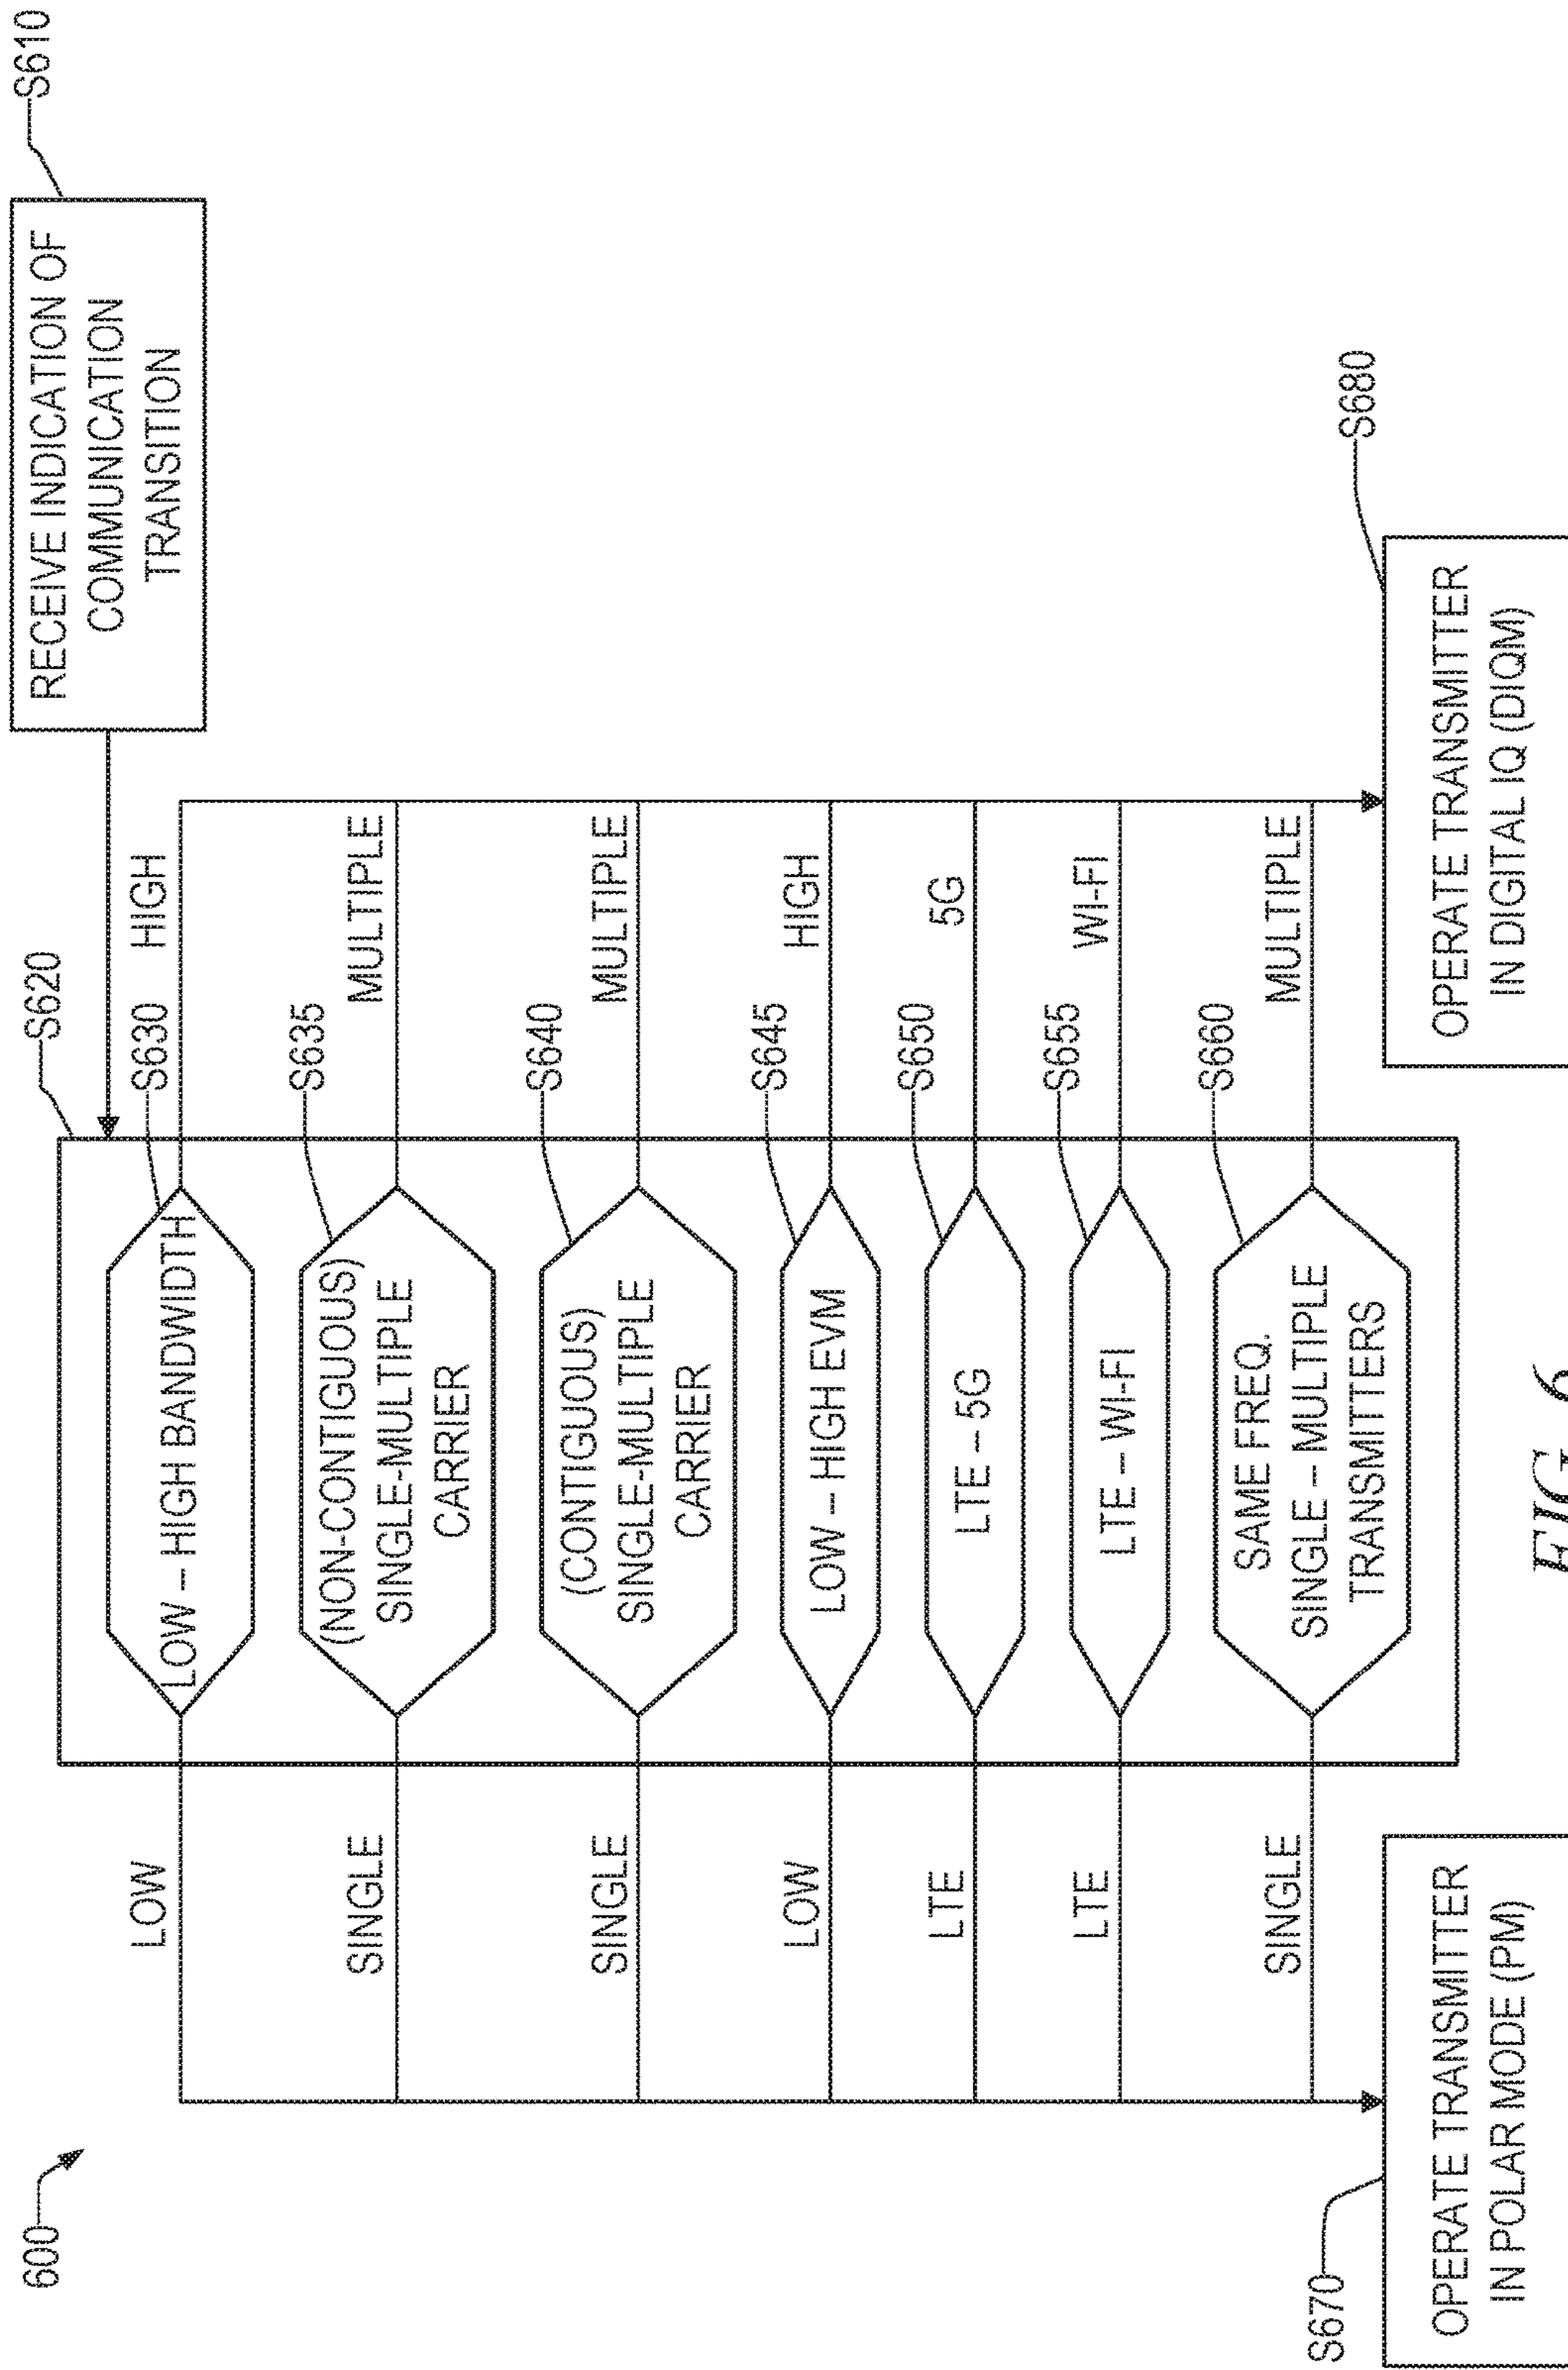 600
S610
RECEIVE INDICATION OF
COMMUNICATION
TRANSITION
S620
LOW
S630
LOW – HIGH BANDWIDTH
HIGH
SINGLE
S635
(NON-CONTIGUOUS)
SINGLE-MULTIPLE
CARRIER
MULTIPLE
SINGLE
S640
(CONTIGUOUS)
SINGLE-MULTIPLE
CARRIER
MULTIPLE
LOW
S645
LOW – HIGH EVM
HIGH
LTE
S650
LTE – 5G
5G
LTE
S655
LTE – WI-FI
WI-FI
SINGLE
S660
SAME FREQ.
SINGLE – MULTIPLE
TRANSMITTERS
MULTIPLE
S670
OPERATE TRANSMITTER
IN POLAR MODE (PM)
S680
OPERATE TRANSMITTER
IN DIGITAL IQ (DIQM)
FIG. 6